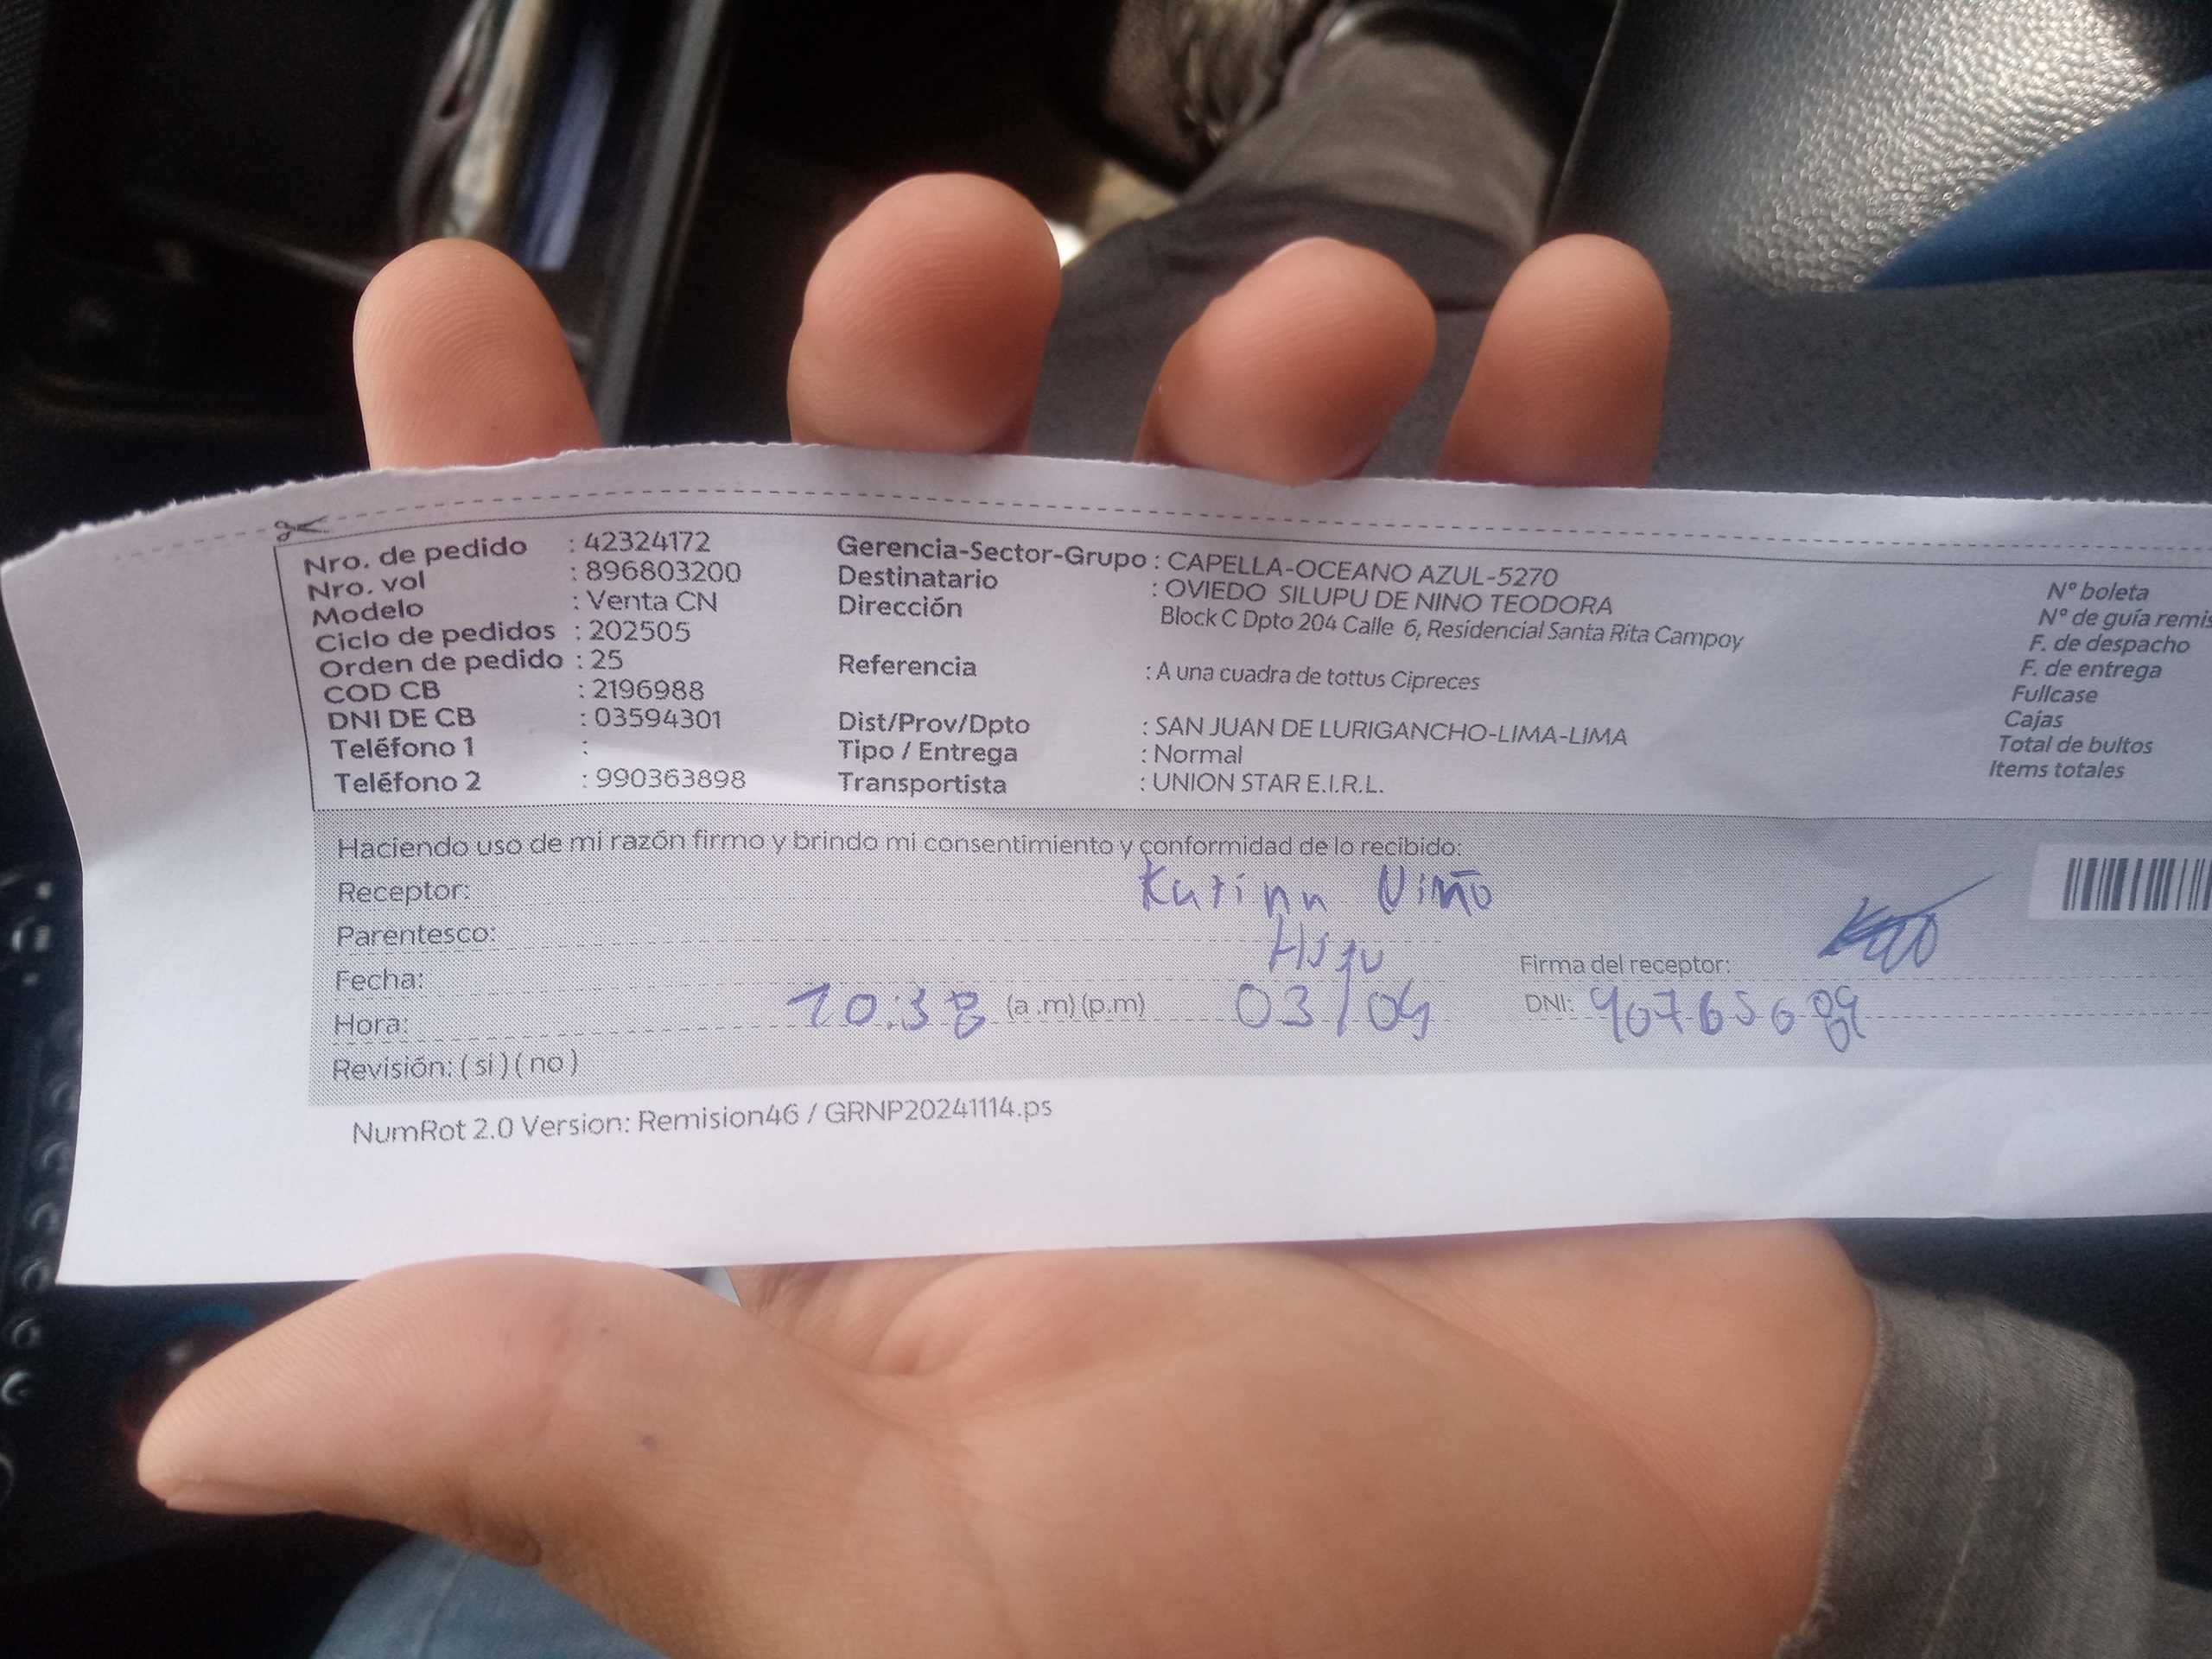 Nro. de pedido : 42324172
Nro. vol : 896803200
Modelo : Venta CN
Ciclo de pedidos : 202505
Orden de pedido : 25
COD CB : 2196988
DNI DE CB : 03594301
Teléfono 1 :
Teléfono 2 : 990363898
Gerencia-Sector-Grupo : CAPELLA-OCEANO AZUL-5270
Destinatario : OVIEDO SILUPU DE NINO TEODORA
Dirección Block C Dpto 204 Calle 6, Residencial Santa Rita Campoy
Referencia : A una cuadra de tottus Cipreces
Dist/Prov/Dpto : SAN JUAN DE LURIGANCHO-LIMA-LIMA
Tipo / Entrega : Normal
Transportista : UNION STAR E.I.R.L.
N° boleta
N° de guía remis
F. de despacho
F. de entrega
Fullcase
Cajas
Total de bultos
Items totales
Haciendo uso de mi razón firmo y brindo mi consentimiento y conformidad de lo recibido:
Receptor: Karina Niño
Parentesco: Hija
Fecha:
Firma del receptor:
Hora: 10:38 (a .m) (p.m) 03/04
DNI:
Revisión: ( si ) ( no )
NumRot 2.0 Version: Remision46 / GRNP20241114.ps